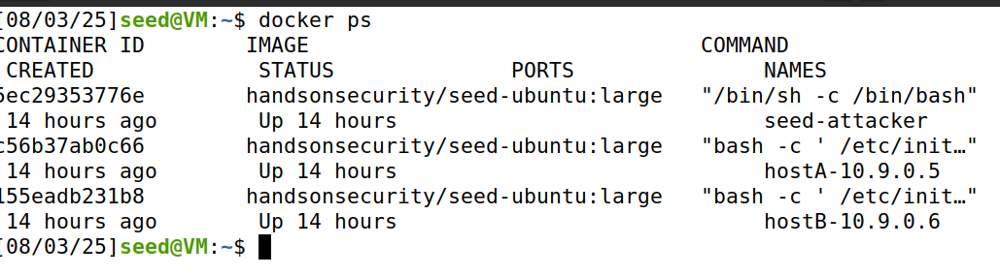 [08/03/25]seed@VM:~$ docker ps
CONTAINER ID        IMAGE                               COMMAND
 CREATED             STATUS              PORTS               NAMES
5ec29353776e        handsonsecurity/seed-ubuntu:large   "/bin/sh -c /bin/bash"
 14 hours ago        Up 14 hours                             seed-attacker
c56b37ab0c66        handsonsecurity/seed-ubuntu:large   "bash -c ' /etc/init…"
 14 hours ago        Up 14 hours                             hostA-10.9.0.5
155eadb231b8        handsonsecurity/seed-ubuntu:large   "bash -c ' /etc/init…"
 14 hours ago        Up 14 hours                             hostB-10.9.0.6
[08/03/25]seed@VM:~$